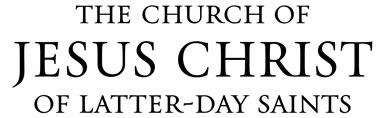 THE CHURCH OF
JESUS CHRIST
OF LATTER-DAY SAINTS